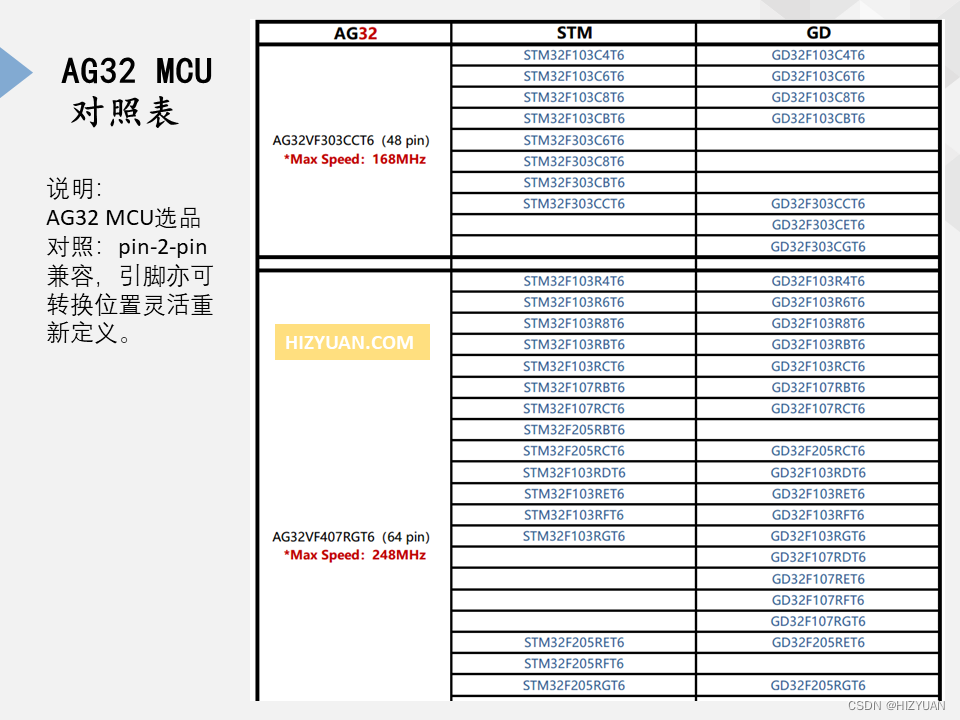 AG32 MCU
对照表
说明：
AG32 MCU选品
对照：pin-2-pin
兼容，引脚亦可
转换位置灵活重
新定义。
AG32 STM GD
STM32F103C4T6 GD32F103C4T6
STM32F103C6T6 GD32F103C6T6
STM32F103C8T6 GD32F103C8T6
STM32F103CBT6 GD32F103CBT6
AG32VF303CCT6（48 pin） STM32F303C6T6
*Max Speed：168MHz STM32F303C8T6
STM32F303CBT6
STM32F303CCT6 GD32F303CCT6
GD32F303CET6
GD32F303CGT6
STM32F103R4T6 GD32F103R4T6
STM32F103R6T6 GD32F103R6T6
STM32F103R8T6 GD32F103R8T6
HIZYUAN.COM STM32F103RBT6 GD32F103RBT6
STM32F103RCT6 GD32F103RCT6
STM32F107RBT6 GD32F107RBT6
STM32F107RCT6 GD32F107RCT6
STM32F205RBT6
STM32F205RCT6 GD32F205RCT6
STM32F103RDT6 GD32F103RDT6
STM32F103RET6 GD32F103RET6
STM32F103RFT6 GD32F103RFT6
AG32VF407RGT6（64 pin） STM32F103RGT6 GD32F103RGT6
*Max Speed：248MHz GD32F107RDT6
GD32F107RET6
GD32F107RFT6
GD32F107RGT6
STM32F205RET6 GD32F205RET6
STM32F205RFT6
STM32F205RGT6 GD32F205RGT6
CSDN @HIZYUAN